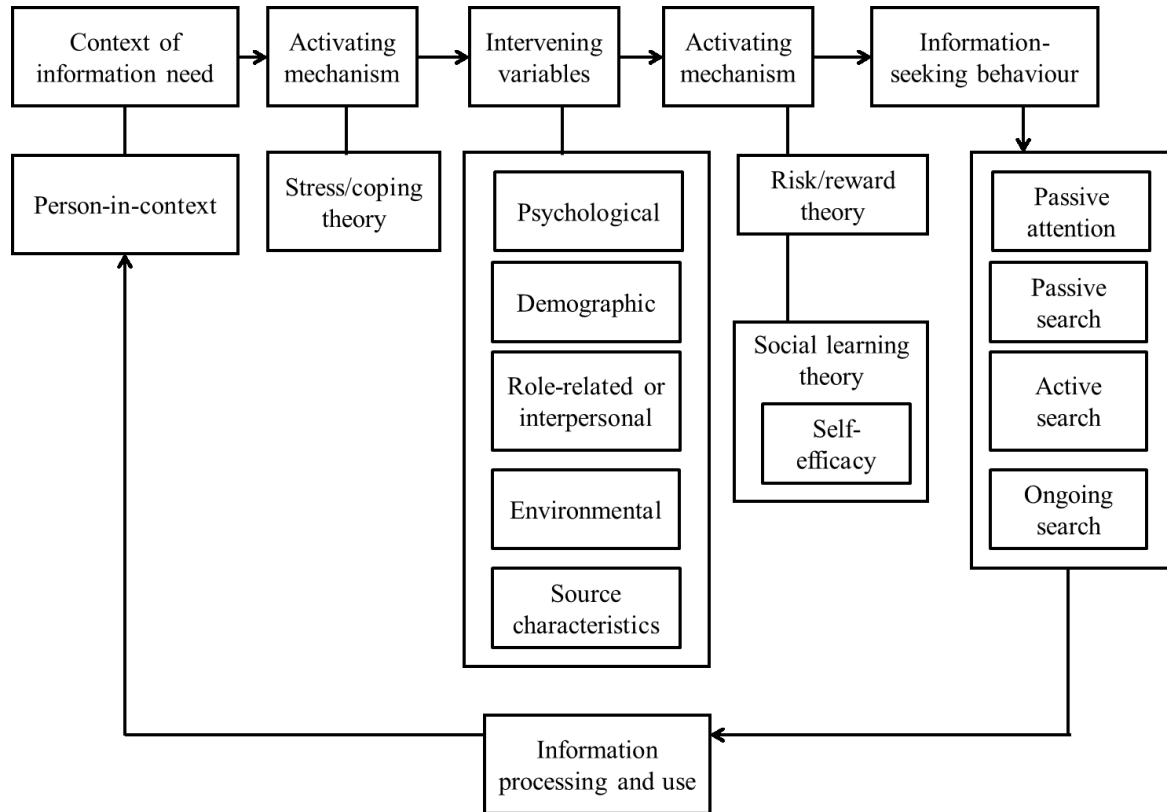 Context of
information need
Activating
mechanism
Intervening
variables
Activating
mechanism
Information-
seeking behaviour
Person-in-context
Stress/coping
theory
Psychological
Demographic
Role-related or
interpersonal
Environmental
Source
characteristics
Risk/reward
theory
Social learning
theory
Self-
efficacy
Passive
attention
Passive
search
Active
search
Ongoing
search
Information
processing and use